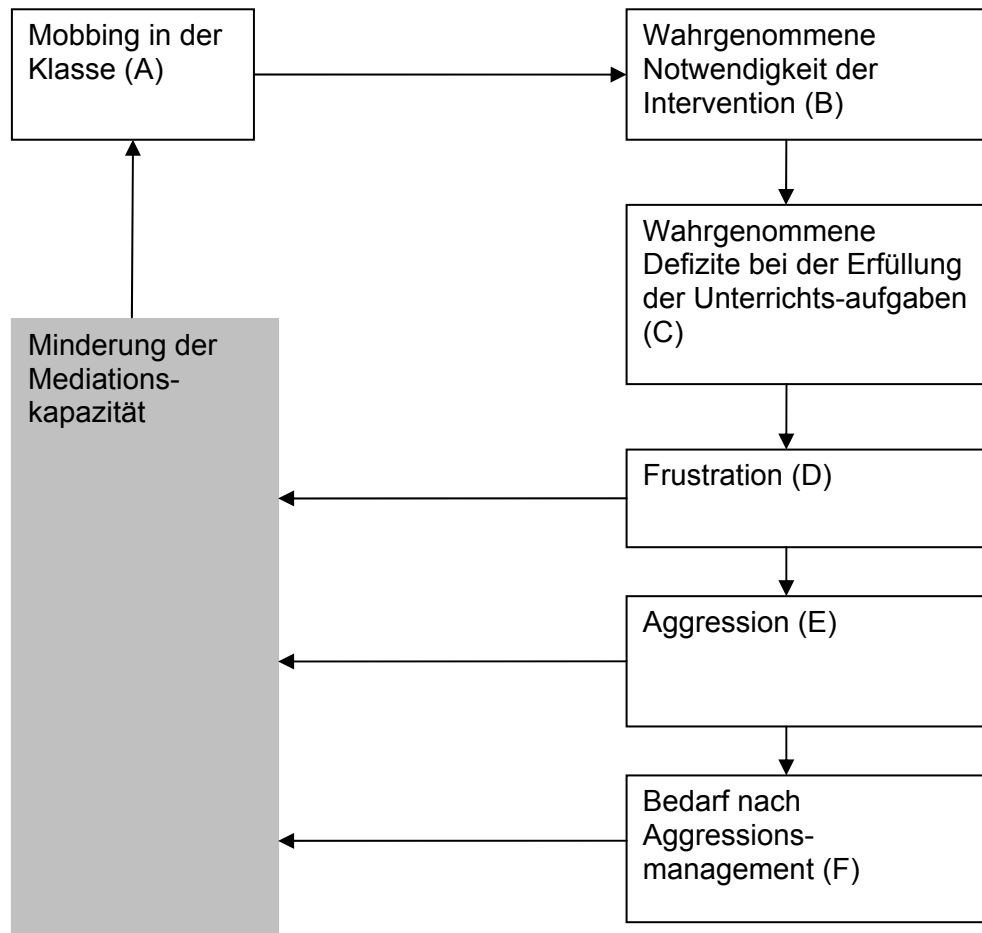 Mobbing in der
Klasse (A)
Wahrgenommene
Notwendigkeit der
Intervention (B)
Wahrgenommene
Defizite bei der Erfüllung
der Unterrichts-aufgaben
(C)
Minderung der
Mediations-
kapazität
Frustration (D)
Aggression (E)
Bedarf nach
Aggressions-
management (F)